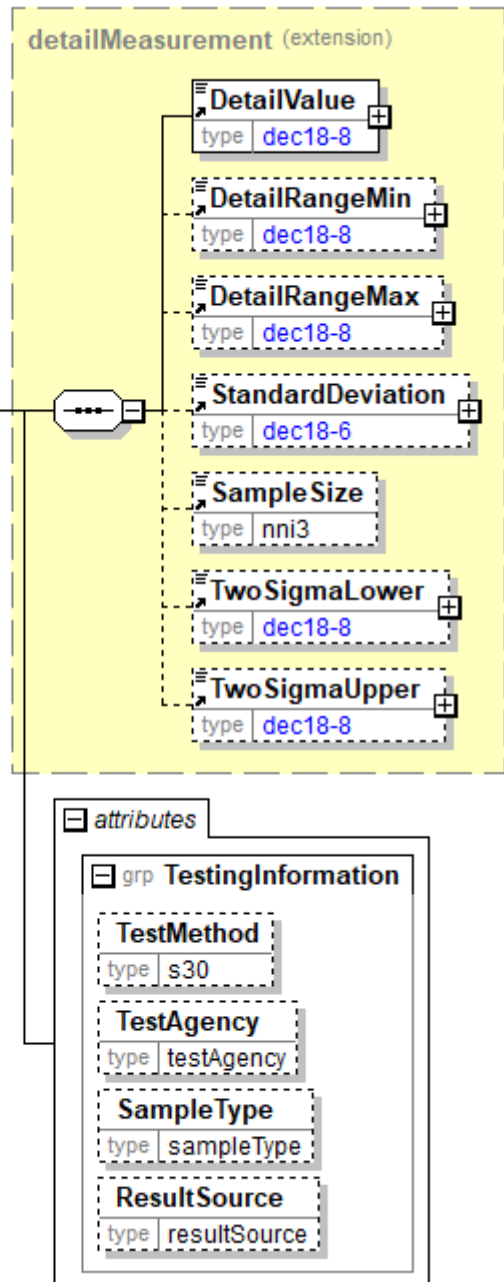 detailMeasurement (extension)
DetailValue
type dec18-8
DetailRangeMin
type dec18-8
DetailRangeMax
type dec18-8
StandardDeviation
type dec18-6
SampleSize
type nni3
TwoSigmaLower
type dec18-8
TwoSigmaUpper
type dec18-8
attributes
grp TestingInformation
TestMethod
type s30
TestAgency
type testAgency
SampleType
type sampleType
ResultSource
type resultSource